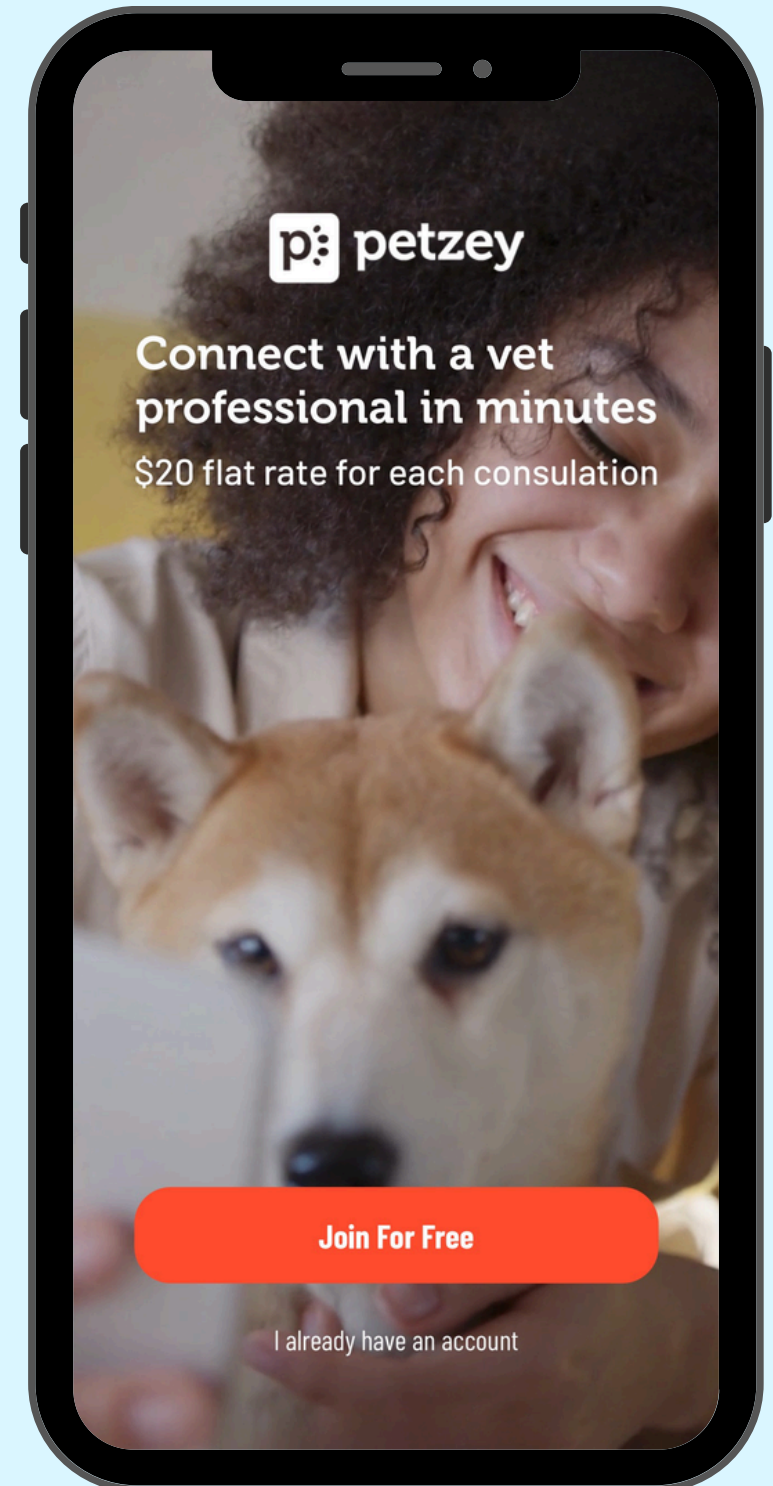 p
petzey
Connect with a vet
professional in minutes
$20 flat rate for each consulation
Join For Free
I already have an account